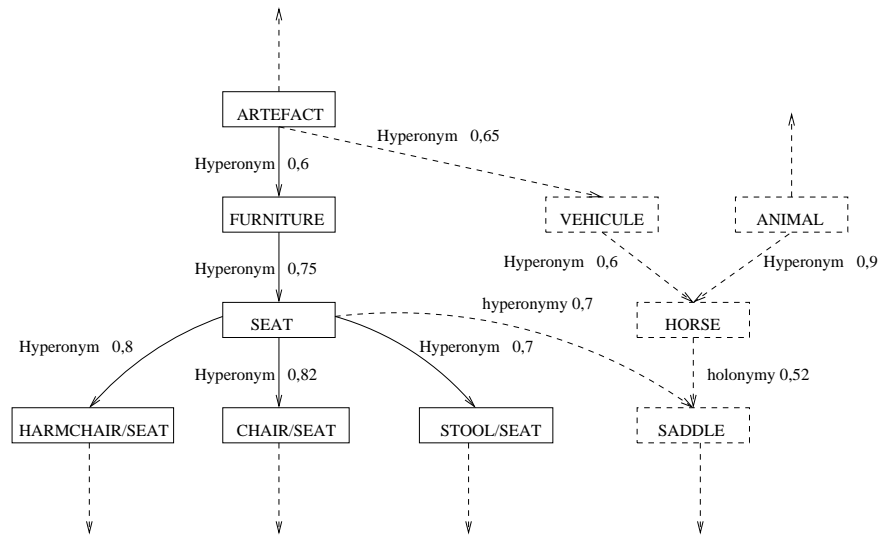 ARTEFACT
Hyperonym 0,65
Hyperonym 0,6
FURNITURE
VEHICULE
ANIMAL
Hyperonym 0,75
Hyperonym 0,6
Hyperonym 0,9
hyperonymy 0,7
SEAT
HORSE
Hyperonym 0,8
Hyperonym 0,82
Hyperonym 0,7
holonymy 0,52
HARMCHAIR/SEAT
CHAIR/SEAT
STOOL/SEAT
SADDLE